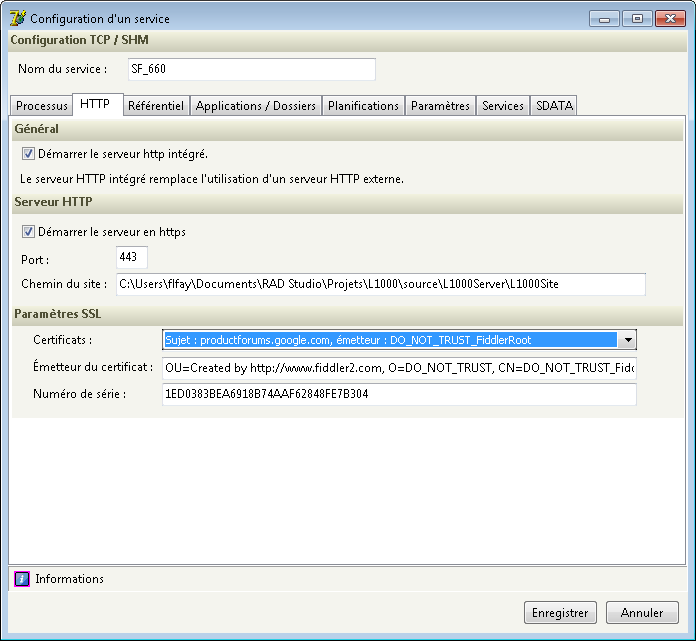 Configuration d'un service
Configuration TCP / SHM
Nom du service : SF_660
Processus HTTP Référentiel Applications / Dossiers Planifications Paramètres Services SDATA
Général
Démarrer le serveur http intégré.
Le serveur HTTP intégré remplace l'utilisation d'un serveur HTTP externe.
Serveur HTTP
Démarrer le serveur en https
Port : 443
Chemin du site : C:\Users\flfay\Documents\RAD Studio\Projets\L1000\source\L1000Server\L1000Site
Paramètres SSL
Certificats : Sujet : productforums.google.com, émetteur : DO_NOT_TRUST_FiddlerRoot
Émetteur du certificat : OU=Created by http://www.fiddler2.com, O=DO_NOT_TRUST, CN=DO_NOT_TRUST_Fidd
Numéro de série : 1ED0383BEA6918B74AAF62848FE7B304
Informations
Enregistrer Annuler